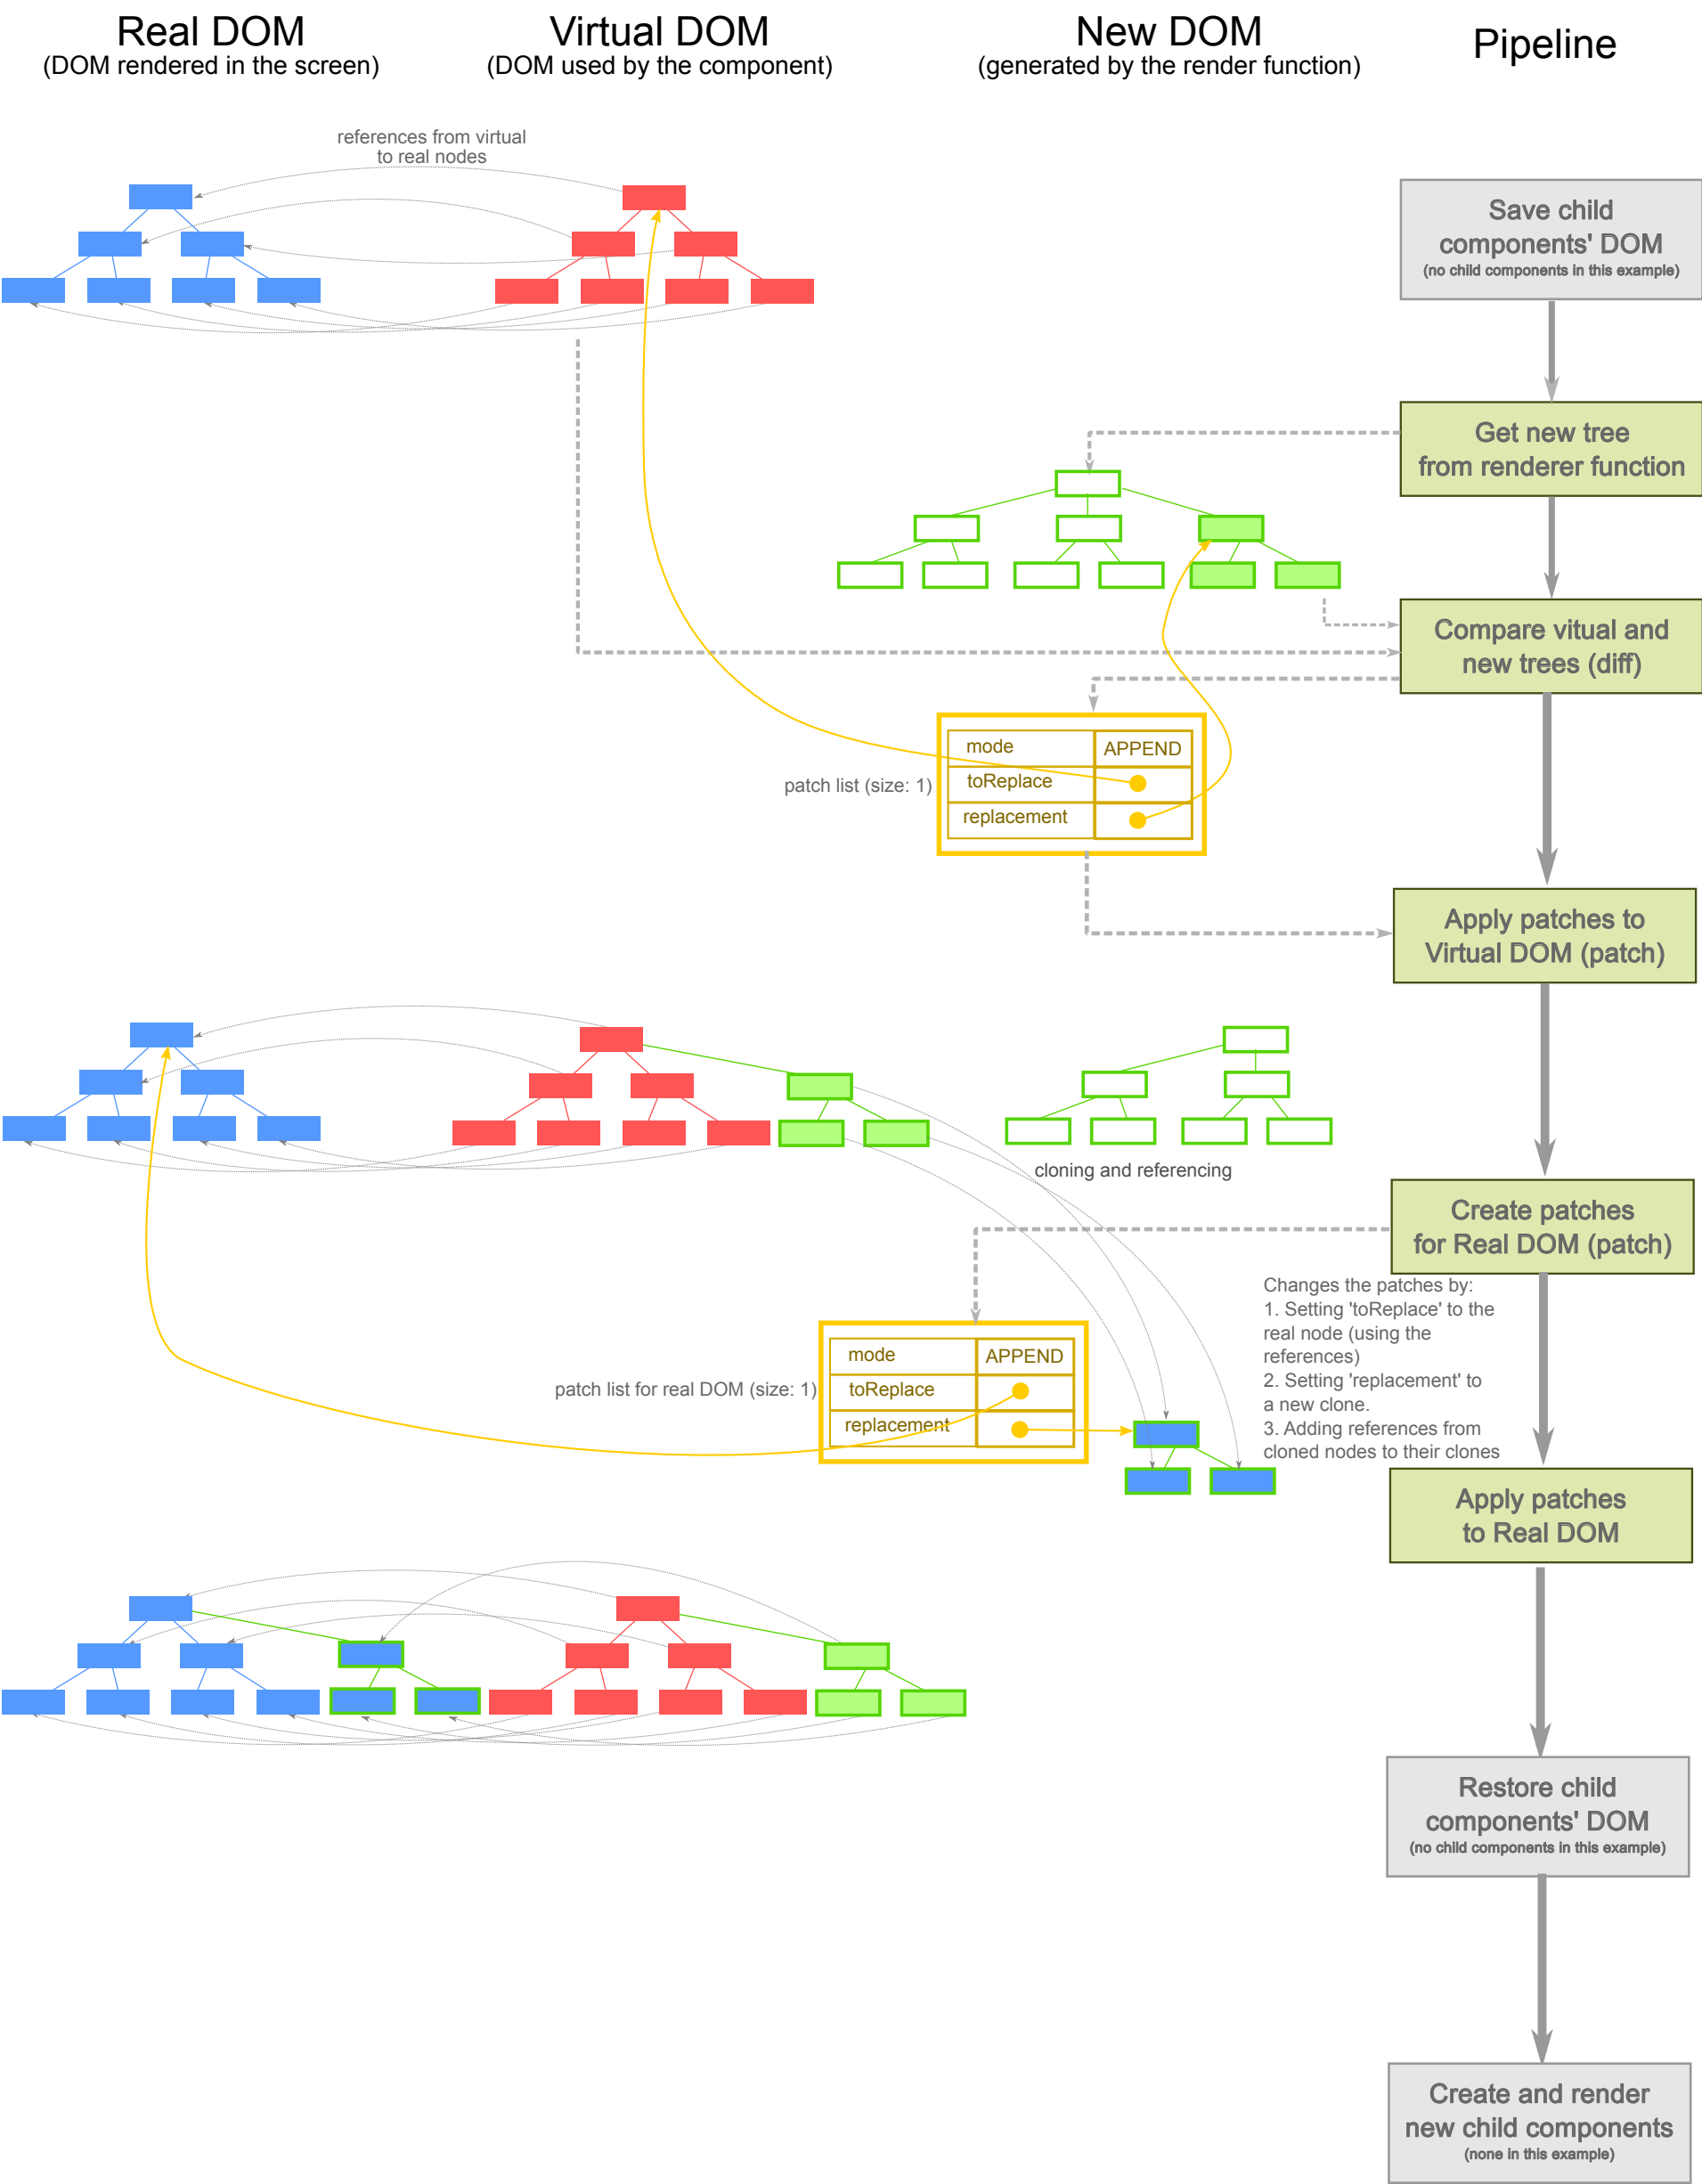 Real DOM
(DOM rendered in the screen)
Virtual DOM
(DOM used by the component)
New DOM
(generated by the render function)
Pipeline
references from virtual
to real nodes
Save child
components' DOM
(no child components in this example)
Get new tree
from renderer function
Compare vitual and
new trees (diff)
mode
APPEND
toReplace
replacement
patch list (size: 1)
Apply patches to
Virtual DOM (patch)
cloning and referencing
Create patches
for Real DOM (patch)
Changes the patches by:
1. Setting 'toReplace' to the
real node (using the
references)
2. Setting 'replacement' to
a new clone.
3. Adding references from
cloned nodes to their clones
mode
APPEND
toReplace
replacement
patch list for real DOM (size: 1)
Apply patches
to Real DOM
Restore child
components' DOM
(no child components in this example)
Create and render
new child components
(none in this example)